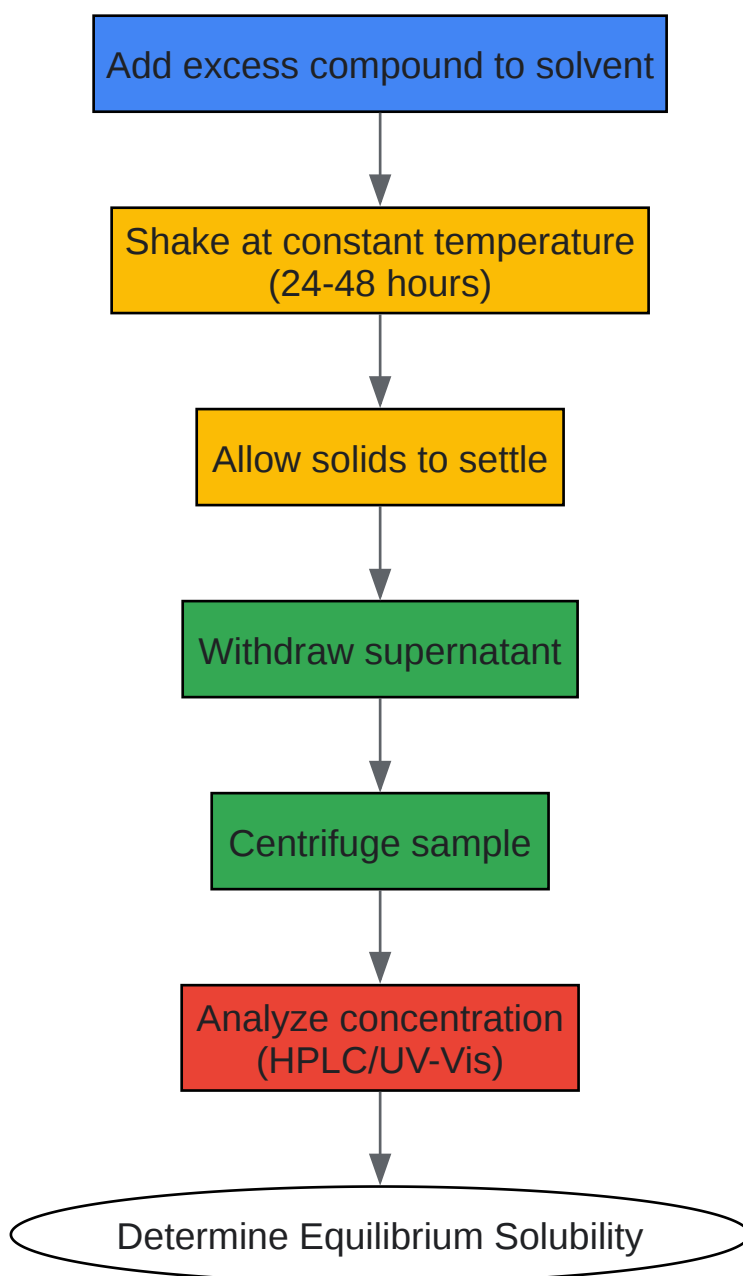 Add excess compound to solvent
Shake at constant temperature
(24-48 hours)
Allow solids to settle
Withdraw supernatant
Centrifuge sample
Analyze concentration
(HPLC/UV-Vis)
Determine Equilibrium Solubility